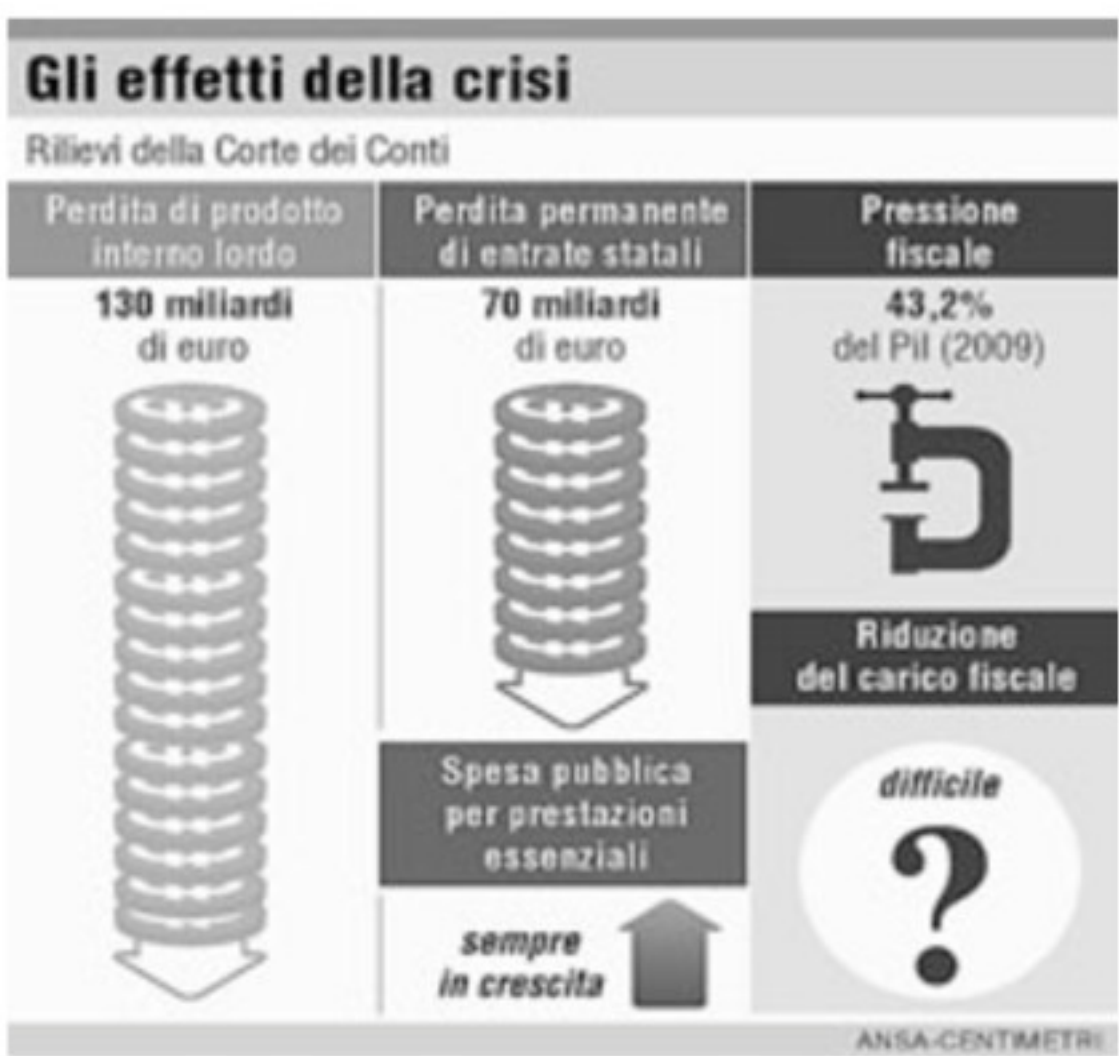 Gli effetti della crisi
Rilievi della Corte dei Conti
Perdita di prodotto
interno lordo
130 miliardi
di euro
Perdita permanente
di entrate statali
70 miliardi
di euro
Spesa pubblica
per prestazioni
essenziali
sempre
in crescita
Pressione
fiscale
43,2%
del Pil (2009)
Riduzione
del carico fiscale
difficile
?
ANSA-CENTIMETRI